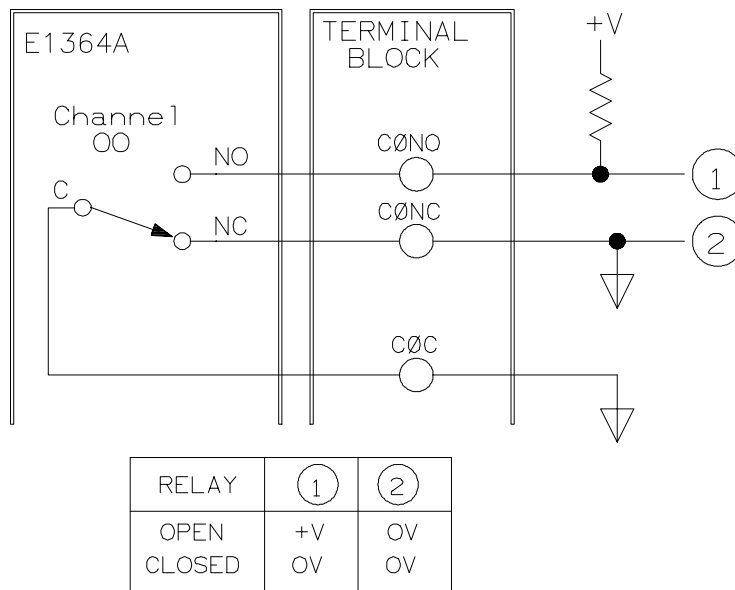 E1364A
TERMINAL
BLOCK
+V
Channel
00
NO
CØNO
1
C
NC
CØNC
2
CØC
RELAY 1 2
OPEN +V 0V
CLOSED 0V 0V